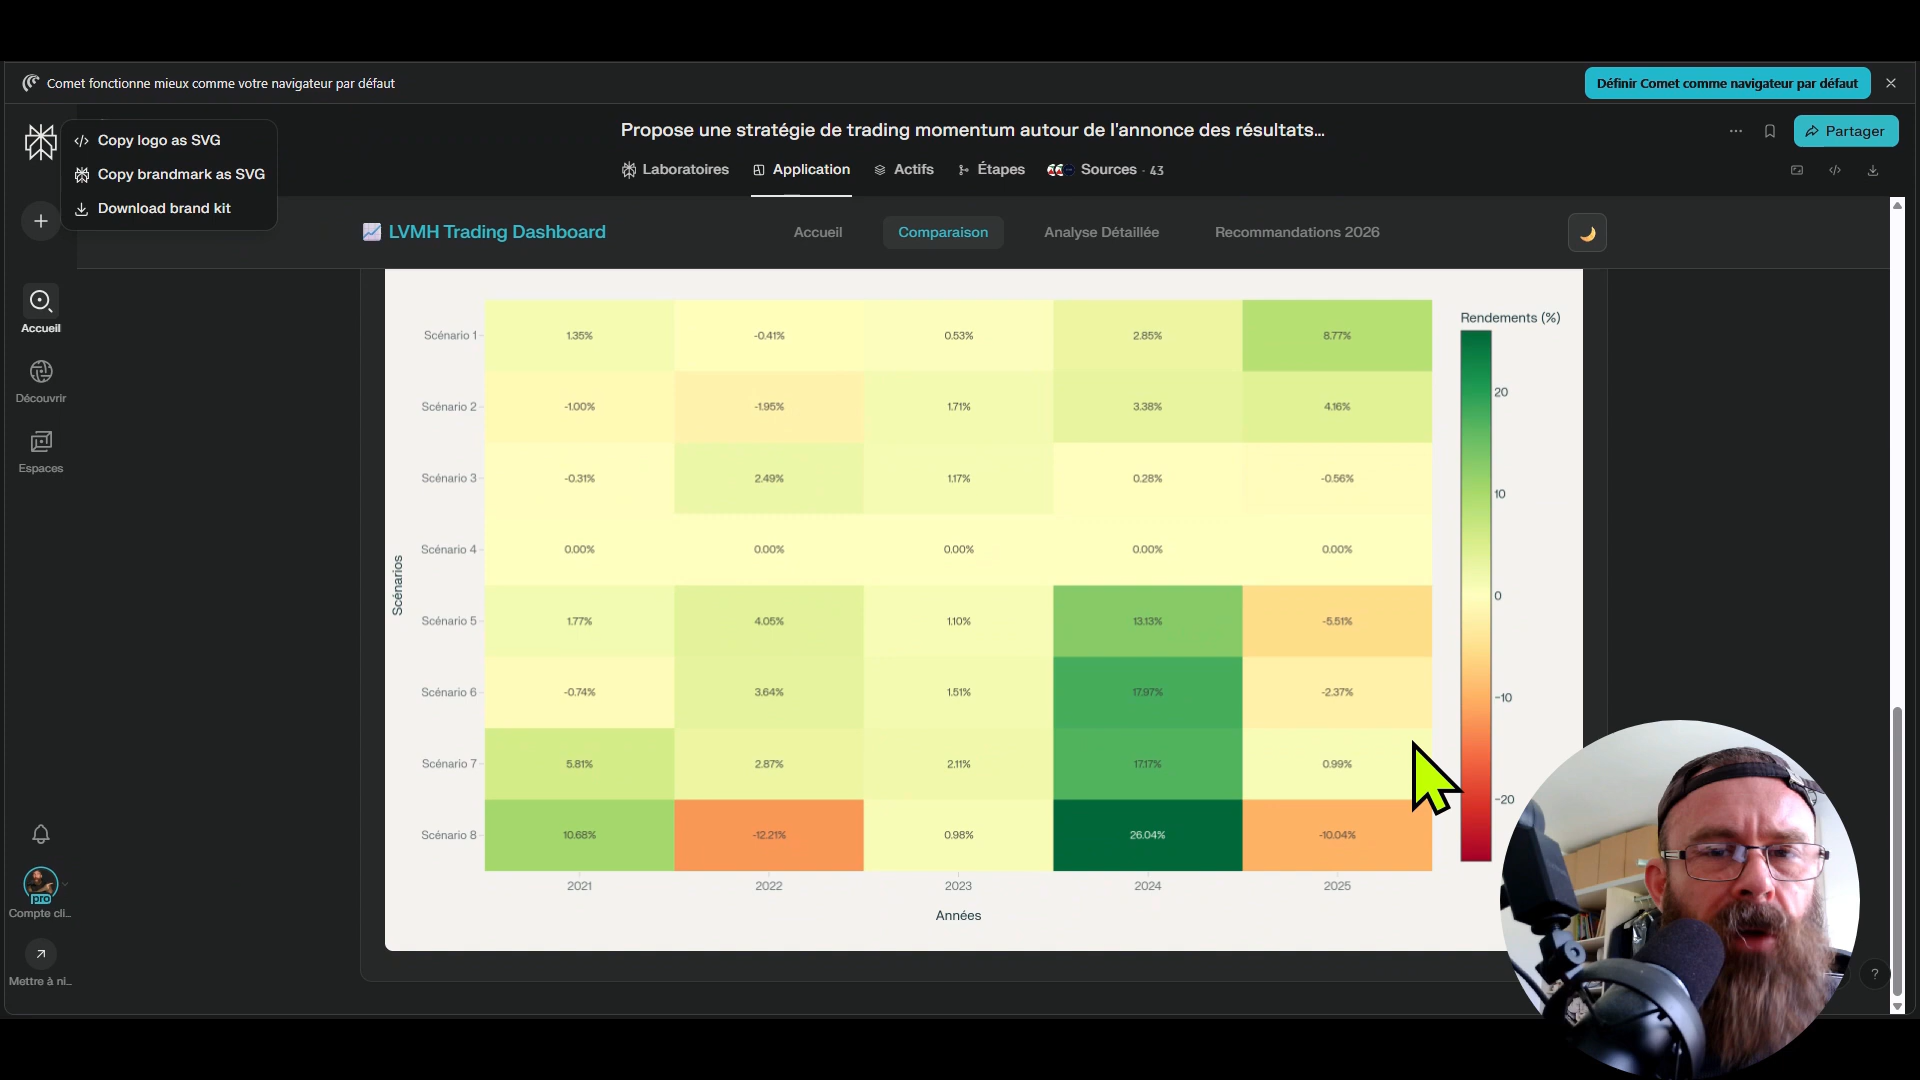 Comet fonctionne mieux comme votre navigateur par défaut
Définir Comet comme navigateur par défaut
Copy logo as SVG
Copy brandmark as SVG
Download brand kit
Propose une stratégie de trading momentum autour de l'annonce des résultats...
Partager
Laboratoires
Application
Actifs
Étapes
Sources · 43
LVMH Trading Dashboard
Accueil
Comparaison
Analyse Détaillée
Recommandations 2026
Accueil
Découvrir
Espaces
pro
Compte cli...
Mettre à ni...
Scénarios
Scénario 1 1.35% -0.41% 0.53% 2.85% 8.77%
Scénario 2 -1.00% -1.95% 1.71% 3.38% 4.16%
Scénario 3 -0.31% 2.49% 1.17% 0.28% -0.56%
Scénario 4 0.00% 0.00% 0.00% 0.00% 0.00%
Scénario 5 1.77% 4.05% 1.10% 13.13% -5.51%
Scénario 6 -0.74% 3.64% 1.51% 17.97% -2.37%
Scénario 7 5.81% 2.87% 2.11% 17.17% 0.99%
Scénario 8 10.68% -12.21% 0.98% 26.04% -10.04%
2021 2022 2023 2024 2025
Années
Rendements (%)
20
10
0
-10
-20
?